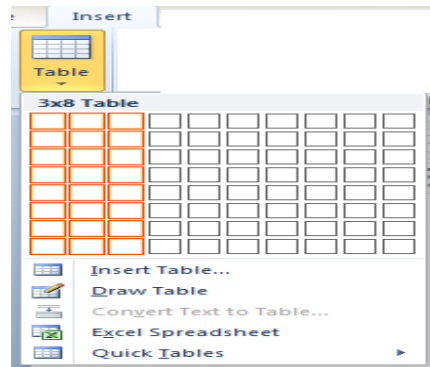 Insert
Table
3x8 Table
Insert Table...
Draw Table
Convert Text to Table...
Excel Spreadsheet
Quick Tables